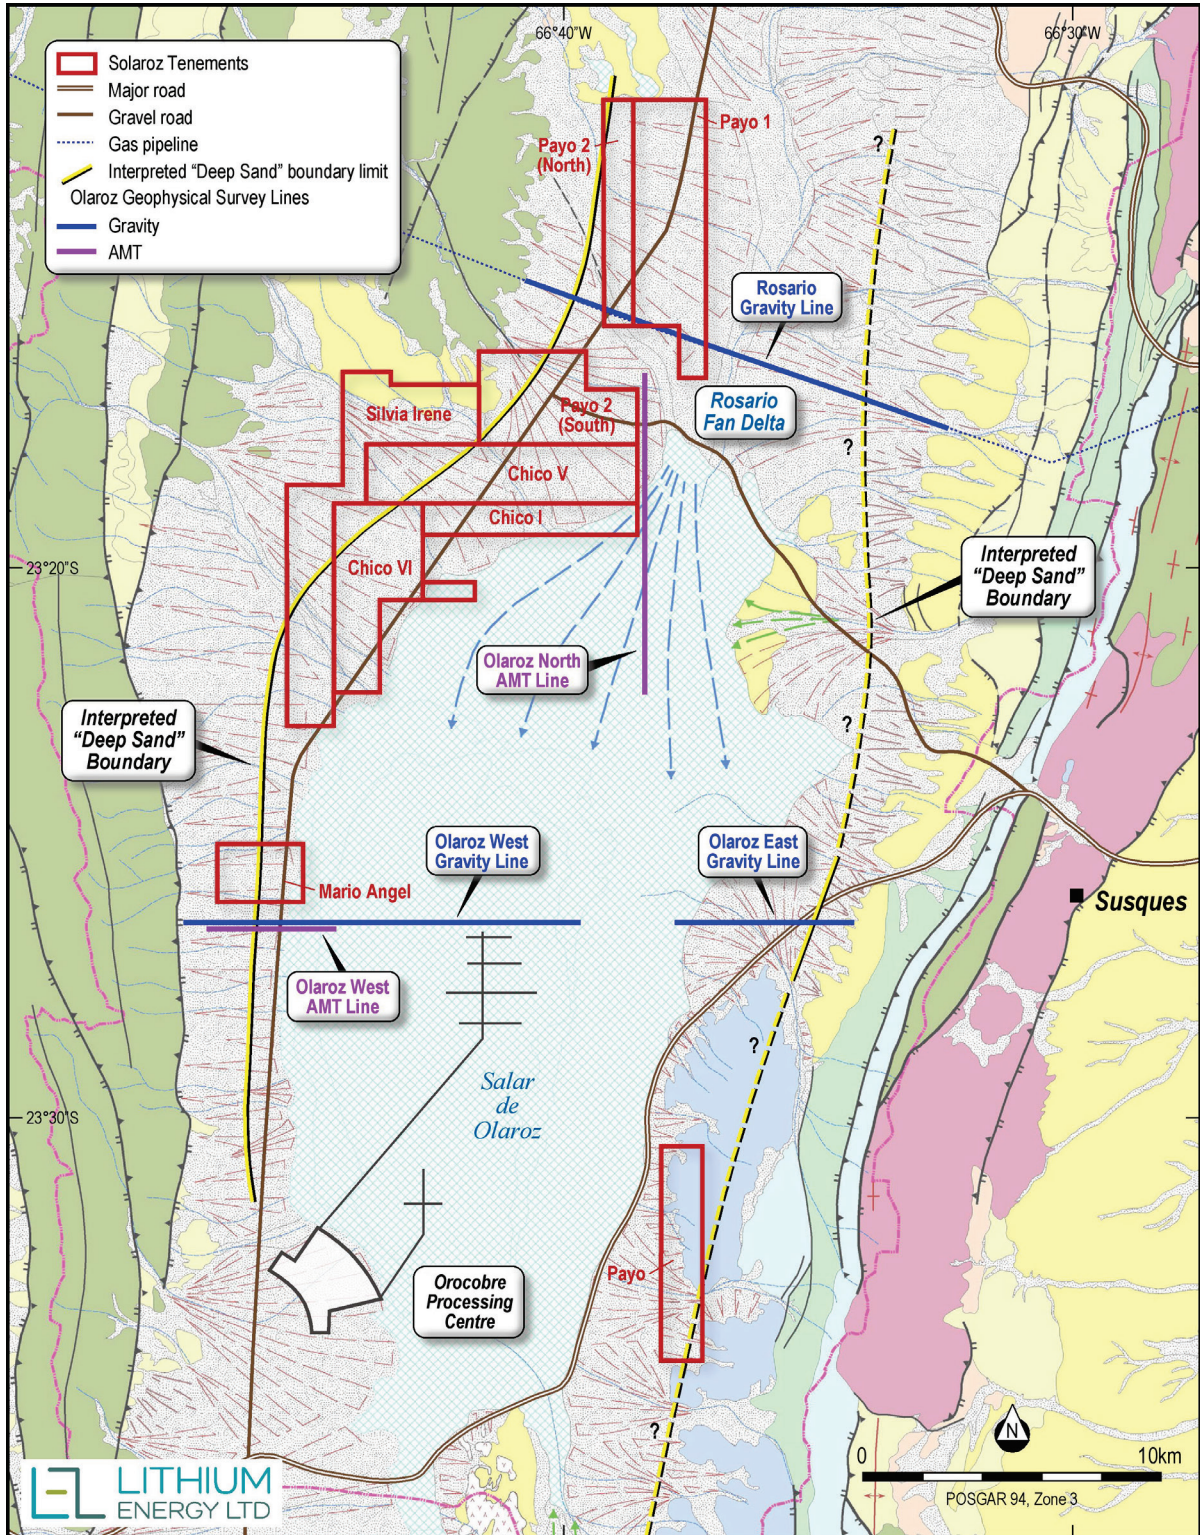 66°40"W
66°30"W
Solaroz Tenements
Major road
Gravel road
Gas pipeline
Interpreted “Deep Sand” boundary limit
Olaroz Geophysical Survey Lines
Gravity
AMT
Payo 1
Payo 2
(North)
?
Rosario
Gravity Line
Silvia Irene
Payo 2
(South)
Rosario
Fan Delta
?
Chico V
Chico I
23°20"S
Chico VI
Interpreted
“Deep Sand”
Boundary
Olaroz North
AMT Line
Interpreted
“Deep Sand”
Boundary
?
Olaroz West
Gravity Line
Olaroz East
Gravity Line
Mario Angel
Susques
Olaroz West
AMT Line
?
Salar
de
Olaroz
23°30"S
Payo
Orocobre
Processing
Centre
?
N
0
10km
POSGAR 94, Zone 3
LITHIUM
ENERGY LTD